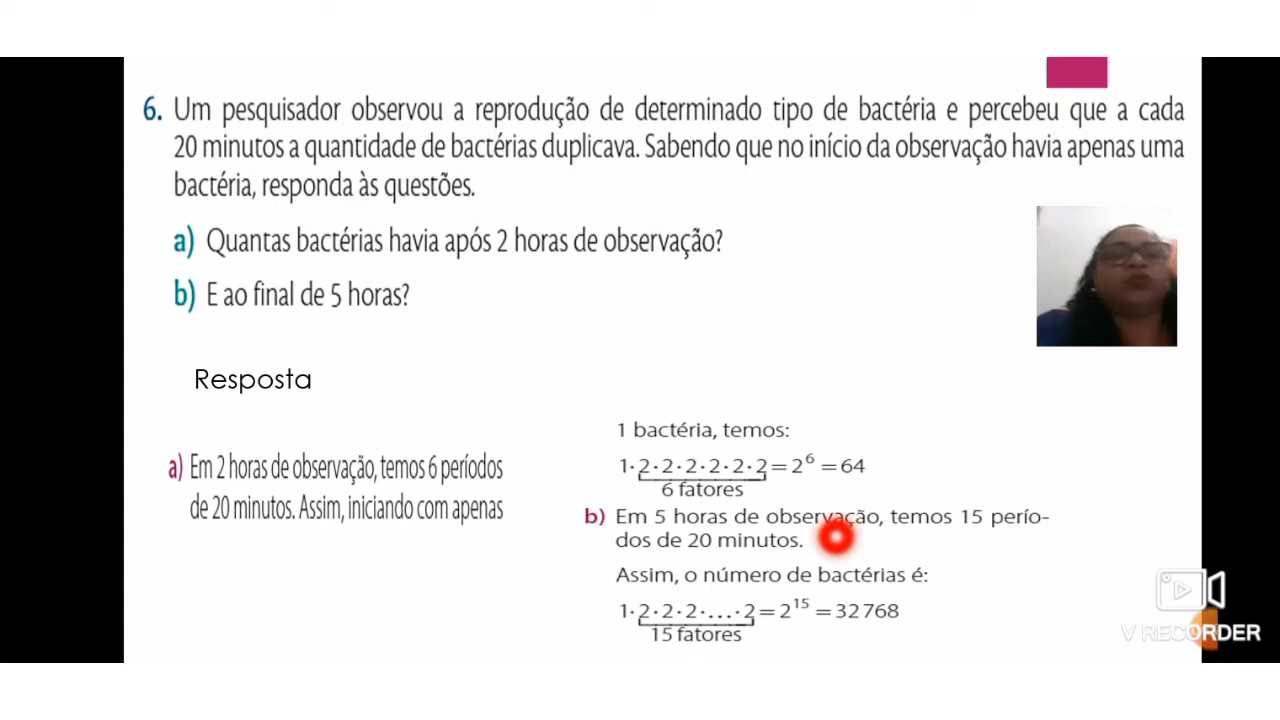 6. Um pesquisador observou a reprodução de determinado tipo de bactéria e percebeu que a cada
20 minutos a quantidade de bactérias duplicava. Sabendo que no início da observação havia apenas uma
bactéria, responda às questões.
a) Quantas bactérias havia após 2 horas de observação?
b) E ao final de 5 horas?
Resposta
a) Em 2 horas de observação, temos 6 períodos
de 20 minutos. Assim, iniciando com apenas
1 bactéria, temos:
1·2·2·2·2·2·2=2⁶=64
6 fatores
b) Em 5 horas de observação, temos 15 perío-
dos de 20 minutos.
Assim, o número de bactérias é:
1·2·2·2·...·2=2¹⁵=32768
15 fatores
V RECORDER